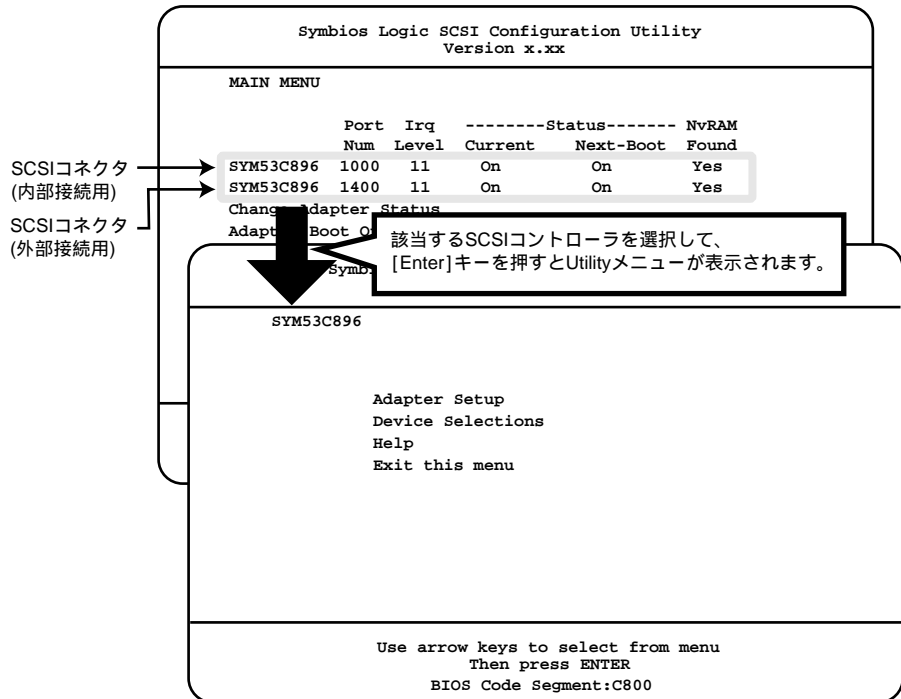 Symbios Logic SCSI Configuration Utility
Version x.xx
MAIN MENU
Port Irq --------Status------- NvRAM
Num Level Current Next-Boot Found
SCSIコネクタ
(内部接続用)
SYM53C896 1000 11 On On Yes
SYM53C896 1400 11 On On Yes
SCSIコネクタ
(外部接続用)
Change Adapter Status
該当するSCSIコントローラを選択して、
[Enter]キーを押すとUtilityメニューが表示されます。
SYM53C896
Adapter Setup
Device Selections
Help
Exit this menu
Use arrow keys to select from menu
Then press ENTER
BIOS Code Segment:C800